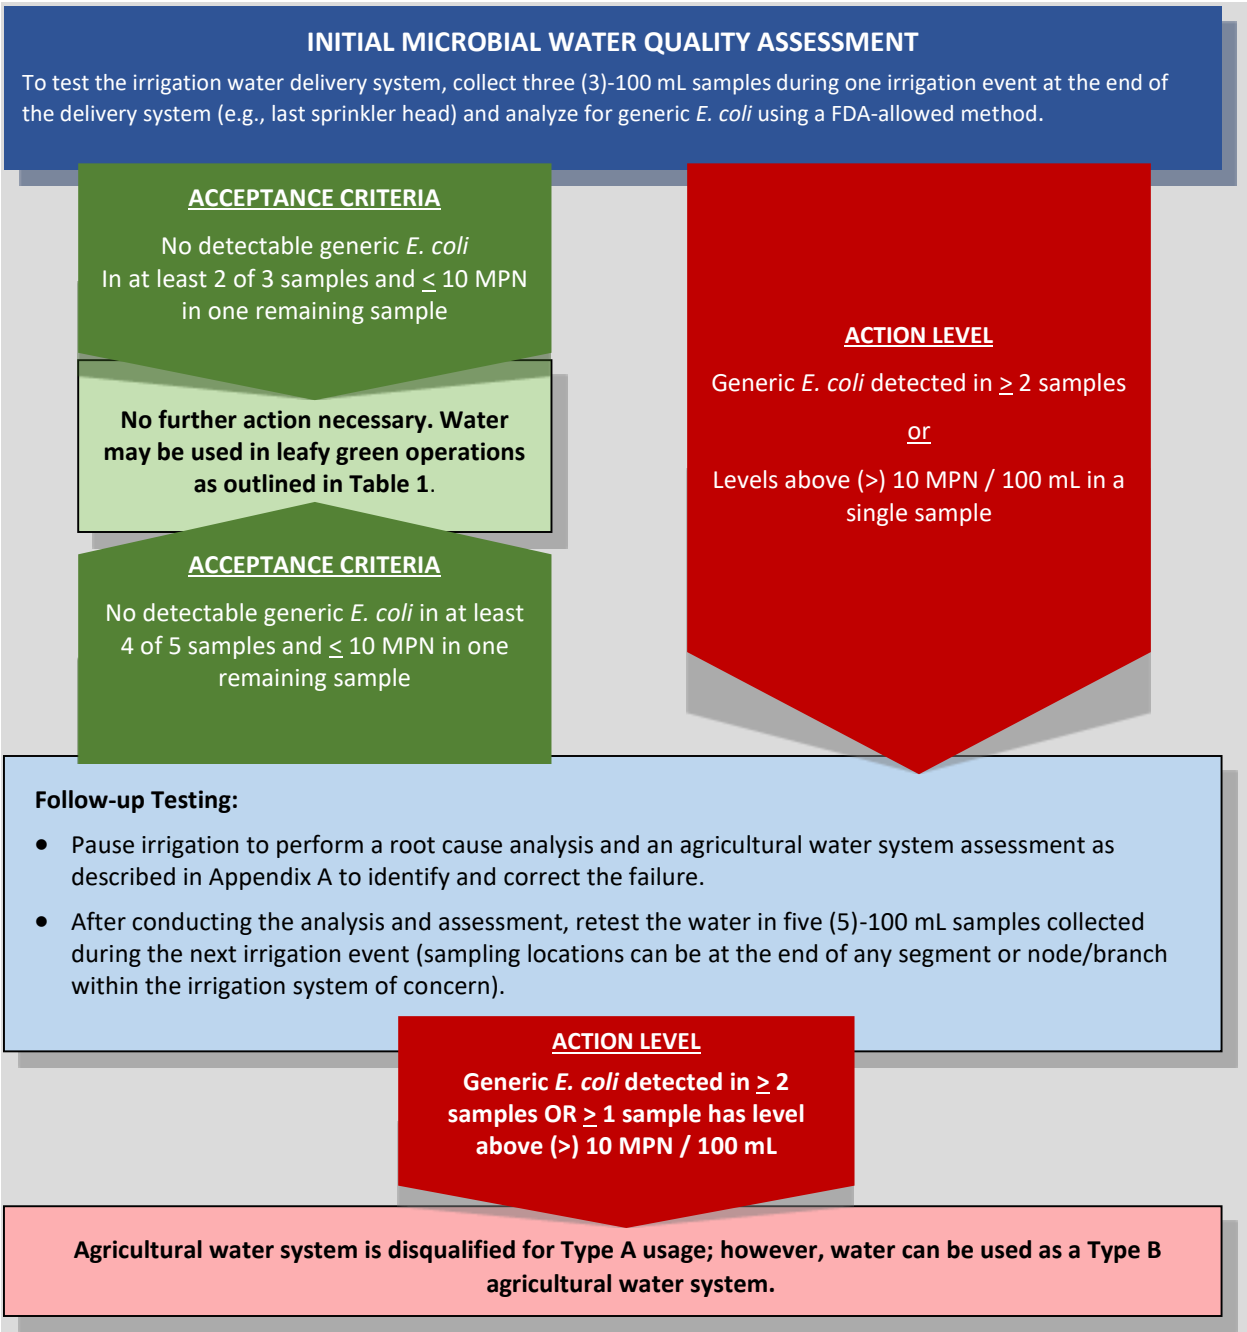 INITIAL MICROBIAL WATER QUALITY ASSESSMENT
To test the irrigation water delivery system, collect three (3)-100 mL samples during one irrigation event at the end of
the delivery system (e.g., last sprinkler head) and analyze for generic E. coli using a FDA-allowed method.
ACCEPTANCE CRITERIA
No detectable generic E. coli
In at least 2 of 3 samples and ≤ 10 MPN
in one remaining sample
No further action necessary. Water
may be used in leafy green operations
as outlined in Table 1.
ACCEPTANCE CRITERIA
No detectable generic E. coli in at least
4 of 5 samples and ≤ 10 MPN in one
remaining sample
ACTION LEVEL
Generic E. coli detected in ≥ 2 samples
or
Levels above (>) 10 MPN / 100 mL in a
single sample
Follow-up Testing:
• Pause irrigation to perform a root cause analysis and an agricultural water system assessment as
described in Appendix A to identify and correct the failure.
• After conducting the analysis and assessment, retest the water in five (5)-100 mL samples collected
during the next irrigation event (sampling locations can be at the end of any segment or node/branch
within the irrigation system of concern).
ACTION LEVEL
Generic E. coli detected in ≥ 2
samples OR ≥ 1 sample has level
above (>) 10 MPN / 100 mL
Agricultural water system is disqualified for Type A usage; however, water can be used as a Type B
agricultural water system.